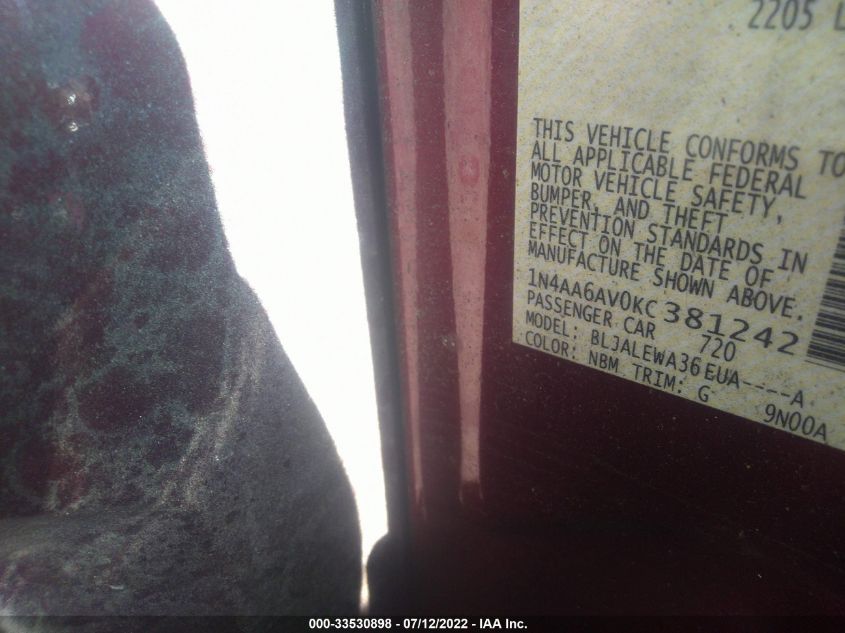 2205
THIS VEHICLE CONFORMS TO
ALL APPLICABLE FEDERAL
MOTOR VEHICLE SAFETY,
BUMPER, AND THEFT
PREVENTION STANDARDS IN
EFFECT ON THE DATE OF
MANUFACTURE SHOWN ABOVE.
1N4AA6AV0KC381242
PASSENGER CAR 720
MODEL: BLJALEWA36EUA----A
COLOR: NBM TRIM: G 9N00A
000-33530898 - 07/12/2022 - IAA Inc.